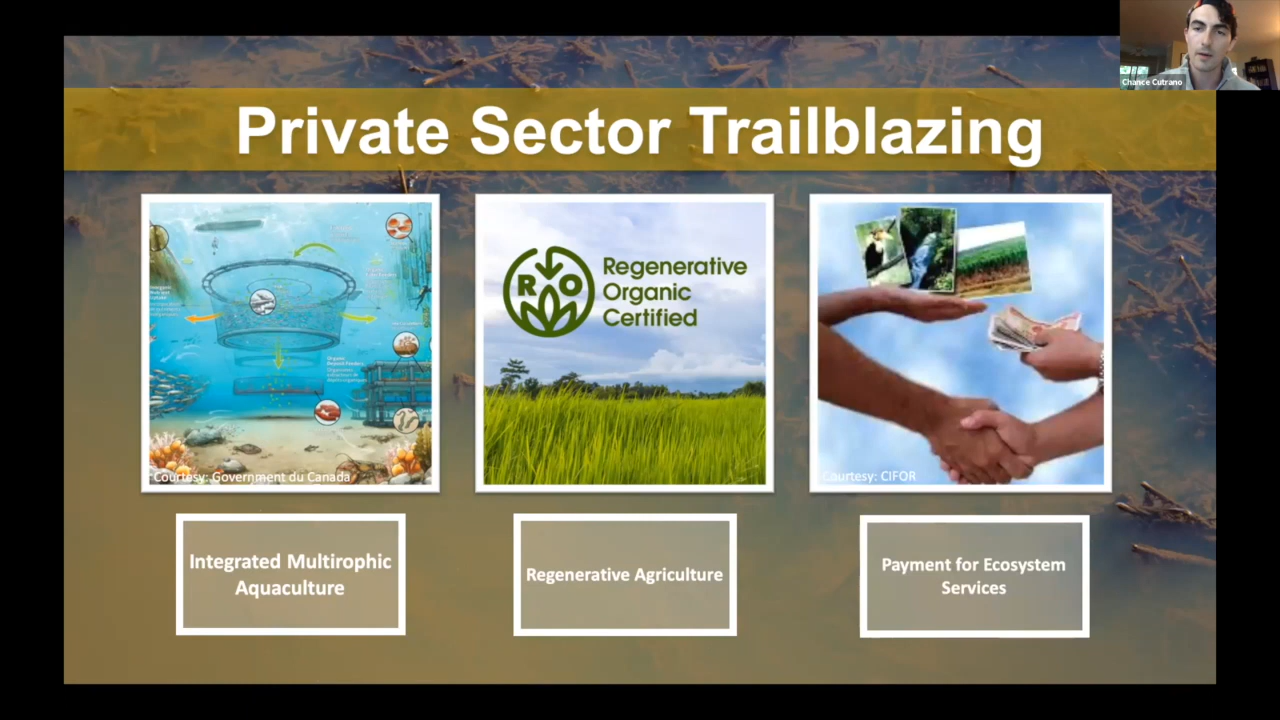 Chance Cutrano
Private Sector Trailblazing
Courtesy: Government du Canada
R O
Regenerative
Organic
Certified
Courtesy: CIFOR
Integrated Multirophic
Aquaculture
Regenerative Agriculture
Payment for Ecosystem
Services